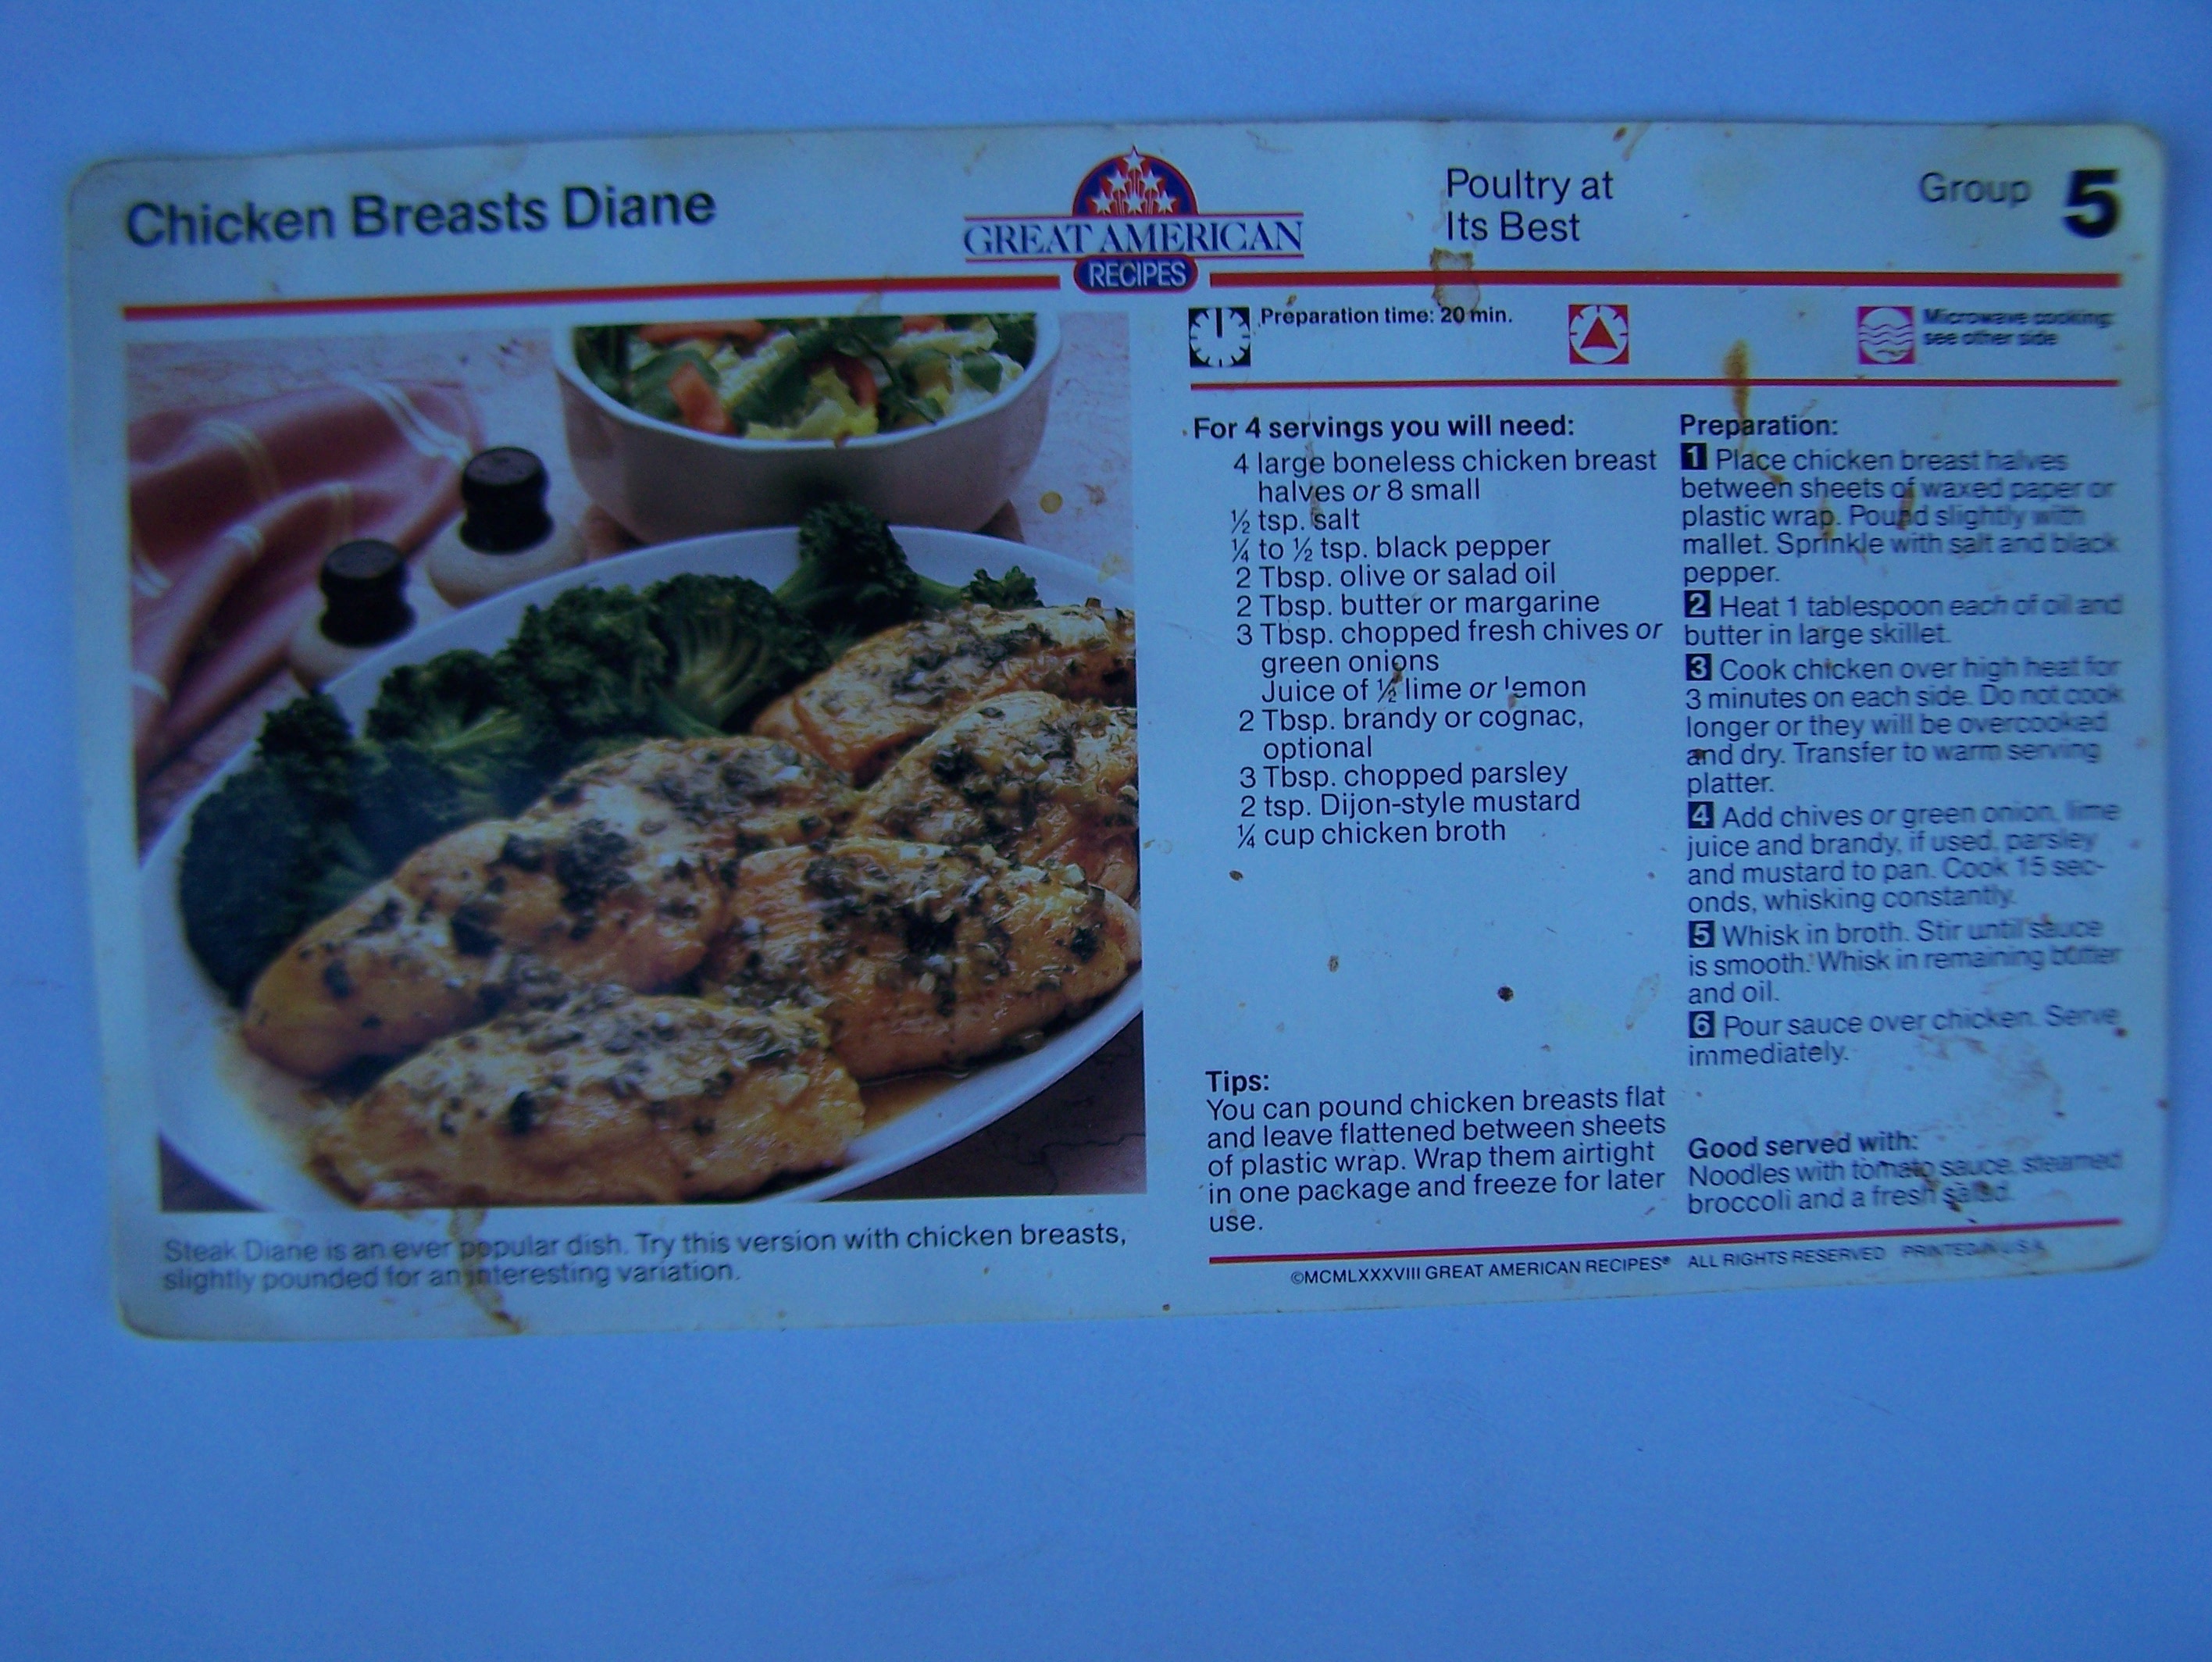 Chicken Breasts Diane
GREAT AMERICAN
RECIPES
Poultry at
Its Best
Group 5
Preparation time: 20 min.
Microwave cooking:
see other side
For 4 servings you will need:
4 large boneless chicken breast
halves or 8 small
½ tsp. salt
¼ to ½ tsp. black pepper
2 Tbsp. olive or salad oil
2 Tbsp. butter or margarine
3 Tbsp. chopped fresh chives or
green onions
Juice of ½ lime or lemon
2 Tbsp. brandy or cognac,
optional
3 Tbsp. chopped parsley
2 tsp. Dijon-style mustard
¼ cup chicken broth
Tips:
You can pound chicken breasts flat
and leave flattened between sheets
of plastic wrap. Wrap them airtight
in one package and freeze for later
use.
Preparation:
1 Place chicken breast halves
between sheets of waxed paper or
plastic wrap. Pound slightly with
mallet. Sprinkle with salt and black
pepper.
2 Heat 1 tablespoon each of oil and
butter in large skillet.
3 Cook chicken over high heat for
3 minutes on each side. Do not cook
longer or they will be overcooked
and dry. Transfer to warm serving
platter.
4 Add chives or green onion, lime
juice and brandy, if used, parsley
and mustard to pan. Cook 15 sec-
onds, whisking constantly.
5 Whisk in broth. Stir until sauce
is smooth. Whisk in remaining butter
and oil.
6 Pour sauce over chicken. Serve
immediately.
Good served with:
Noodles with tomato sauce, steamed
broccoli and a fresh salad.
Steak Diane is an ever popular dish. Try this version with chicken breasts,
slightly pounded for an interesting variation.
©MCMLXXXVIII GREAT AMERICAN RECIPES® ALL RIGHTS RESERVED PRINTED IN U.S.A.